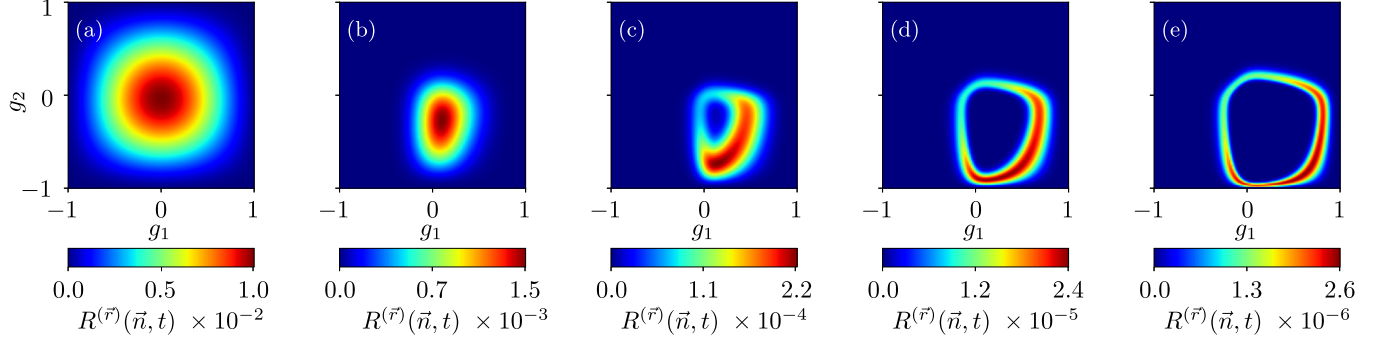 1
(a)
(b)
(c)
(d)
(e)
g₂
0
−1
−1 0 1
−1 0 1
−1 0 1
−1 0 1
−1 0 1
g₁
g₁
g₁
g₁
g₁
0.0 0.5 1.0
0.0 0.7 1.5
0.0 1.1 2.2
0.0 1.2 2.4
0.0 1.3 2.6
R^{(r⃗)}(n⃗, t) ×10⁻²
R^{(r⃗)}(n⃗, t) ×10⁻³
R^{(r⃗)}(n⃗, t) ×10⁻⁴
R^{(r⃗)}(n⃗, t) ×10⁻⁵
R^{(r⃗)}(n⃗, t) ×10⁻⁶